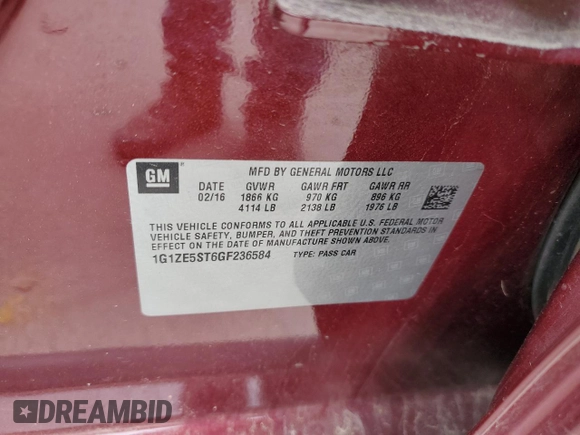 GM
MFD BY GENERAL MOTORS LLC
DATE GVWR GAWR FRT GAWR RR
02/16 1866 KG 970 KG 896 KG
4114 LB 2138 LB 1976 LB
THIS VEHICLE CONFORMS TO ALL APPLICABLE U.S. FEDERAL MOTOR
VEHICLE SAFETY, BUMPER, AND THEFT PREVENTION STANDARDS IN
EFFECT ON THE DATE OF MANUFACTURE SHOWN ABOVE.
1G1ZE5ST6GF236584 TYPE: PASS CAR
DREAMBID